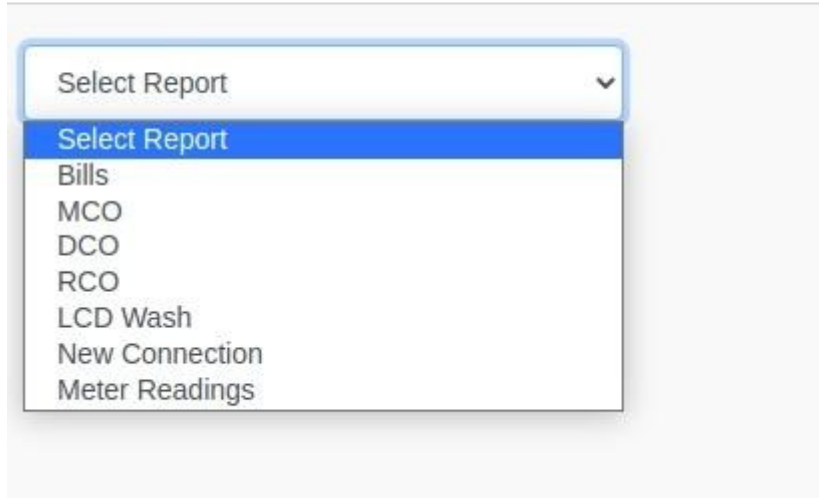 Select Report
Select Report
Bills
MCO
DCO
RCO
LCD Wash
New Connection
Meter Readings